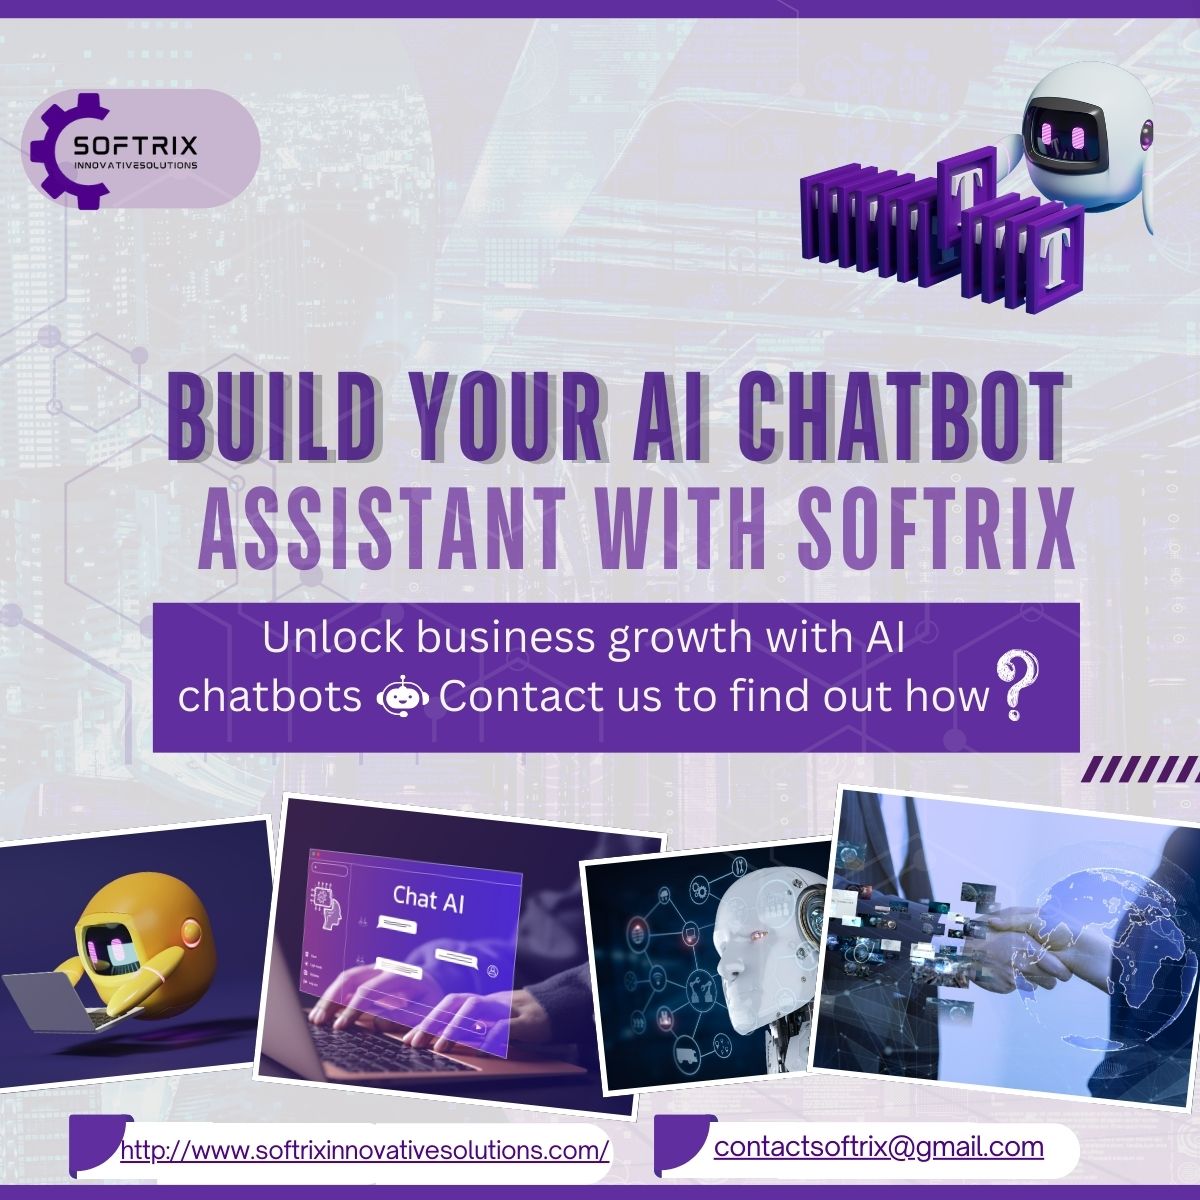 SOFTRIX
INNOVATIVESOLUTIONS
T
T
BUILD YOUR AI CHATBOT
ASSISTANT WITH SOFTRIX
Unlock business growth with AI
chatbots Contact us to find out how?
Chat AI
http://www.softrixinnovativesolutions.com/
contactsoftrix@gmail.com